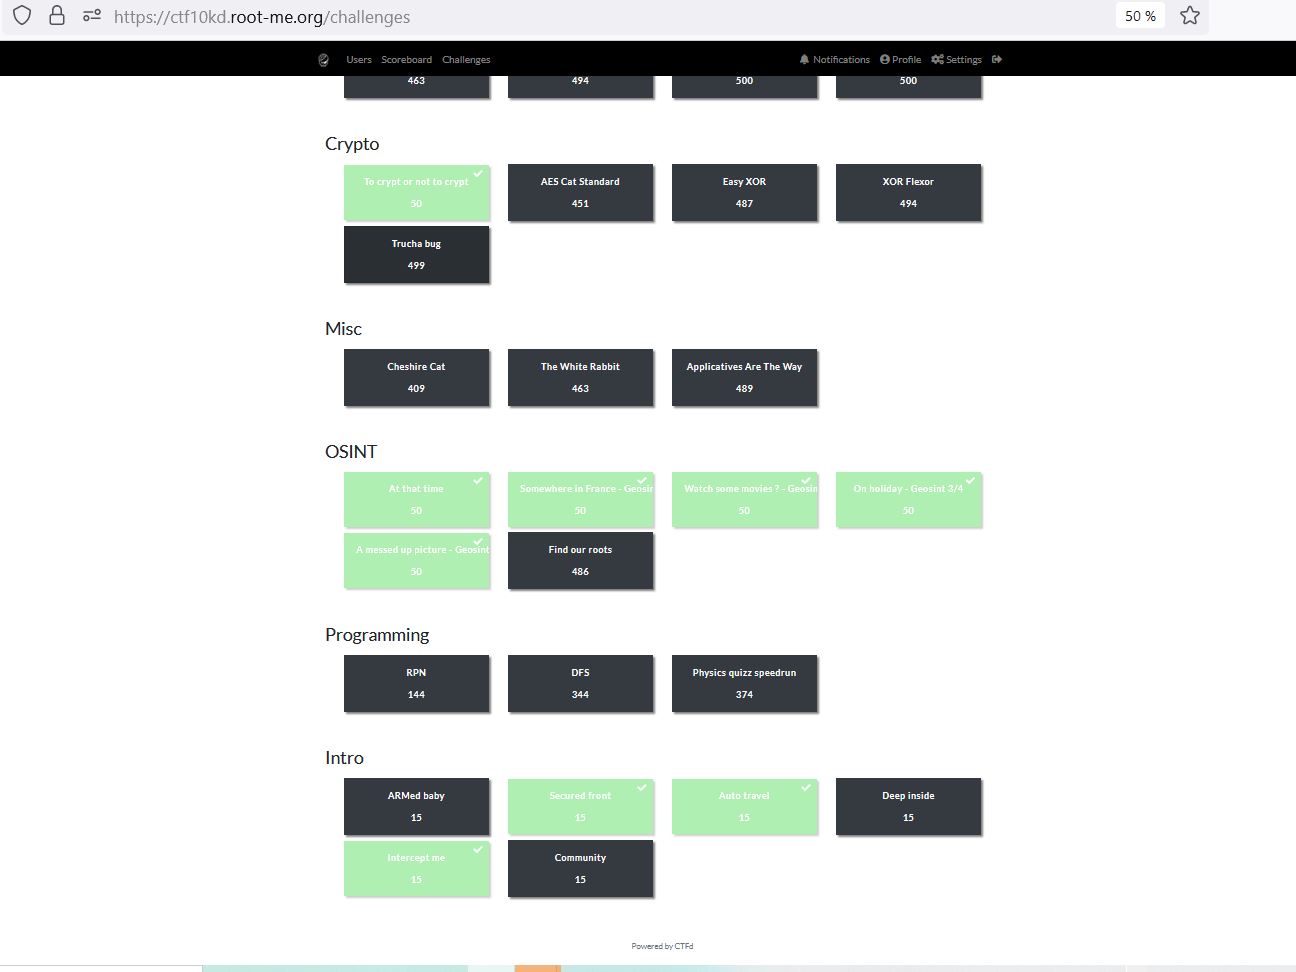 https://ctf10kd.root-me.org/challenges 50 %
Users Scoreboard Challenges Notifications Profile Settings
463 494 500 500
Crypto
To crypt or not to crypt AES Cat Standard Easy XOR XOR Flexor
50 451 487 494
Trucha bug
499
Misc
Cheshire Cat The White Rabbit Applicatives Are The Way
409 463 489
OSINT
At that time Somewhere in France - Geosin Watch some movies ? - Geosin On holiday - Geosint 3/4
50 50 50 50
A messed up picture - Geosint Find our roots
50 486
Programming
RPN DFS Physics quizz speedrun
144 344 374
Intro
ARMed baby Secured front Auto travel Deep inside
15 15 15 15
Intercept me Community
15 15
Powered by CTFd